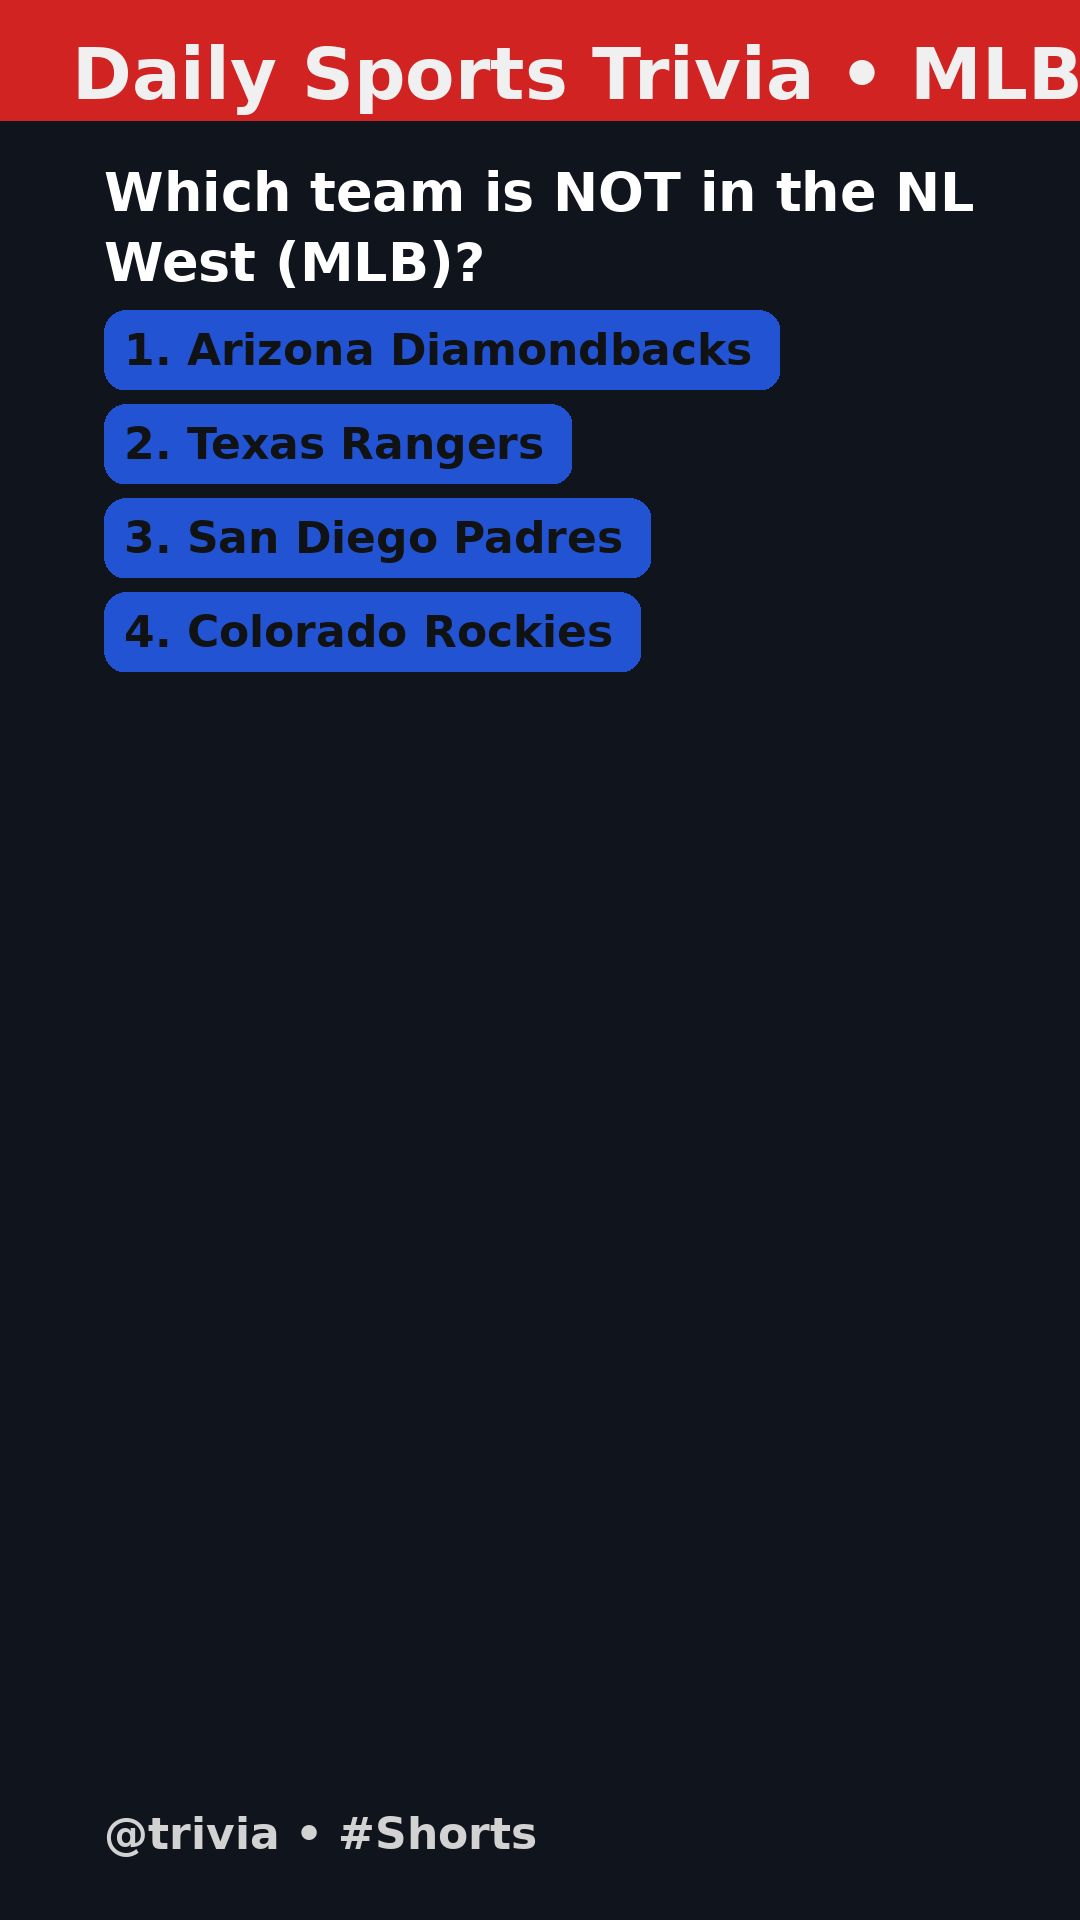 Daily Sports Trivia • MLB
Which team is NOT in the NL
West (MLB)?
1. Arizona Diamondbacks
2. Texas Rangers
3. San Diego Padres
4. Colorado Rockies
@trivia • #Shorts